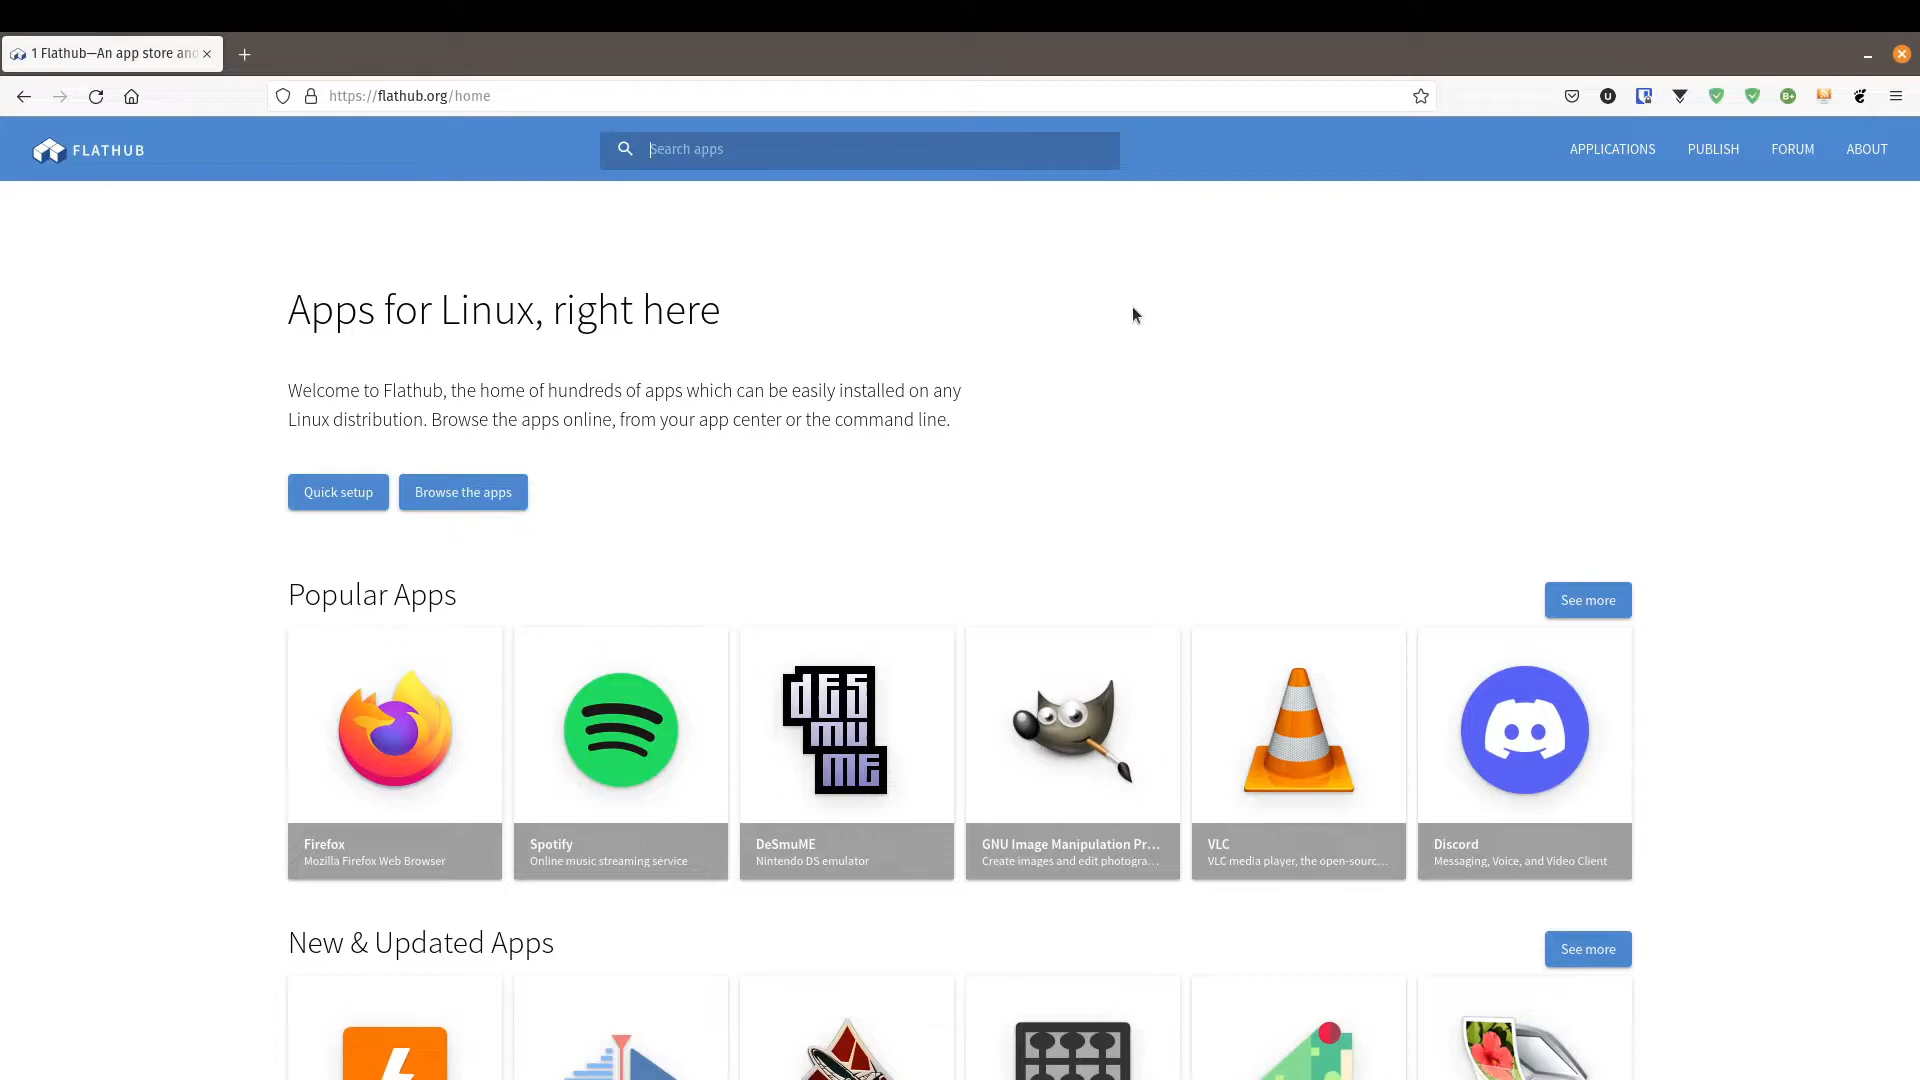 1 Flathub—An app store and
https://flathub.org/home
FLATHUB
Search apps
APPLICATIONS
PUBLISH
FORUM
ABOUT
Apps for Linux, right here
Welcome to Flathub, the home of hundreds of apps which can be easily installed on any
Linux distribution. Browse the apps online, from your app center or the command line.
Quick setup
Browse the apps
Popular Apps
See more
DeSmuME
Firefox
Mozilla Firefox Web Browser
Spotify
Online music streaming service
DeSmuME
Nintendo DS emulator
GNU Image Manipulation Pr...
Create images and edit photogra...
VLC
VLC media player, the open-sourc...
Discord
Messaging, Voice, and Video Client
New & Updated Apps
See more